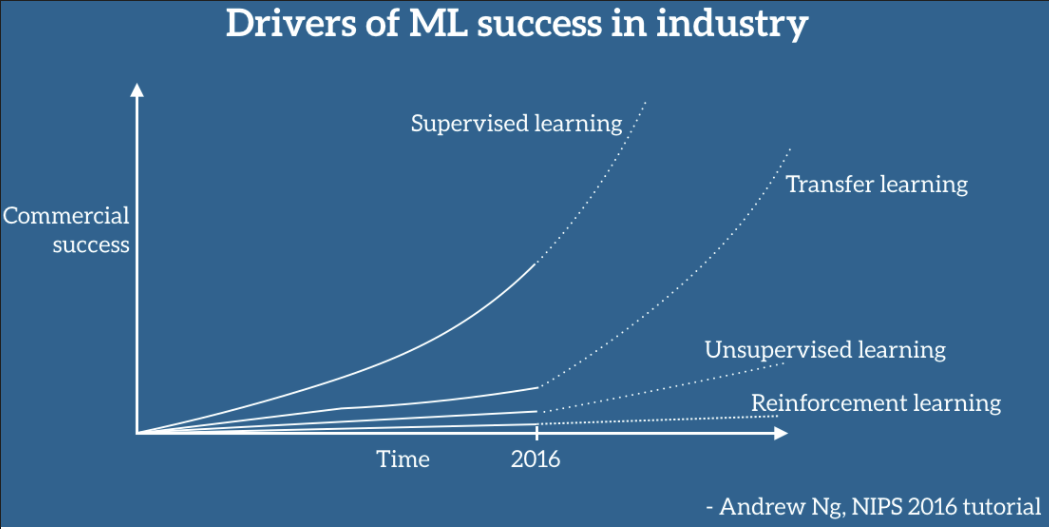 Drivers of ML success in industry
Supervised learning
Transfer learning
Commercial
success
Unsupervised learning
Reinforcement learning
Time
2016
- Andrew Ng, NIPS 2016 tutorial